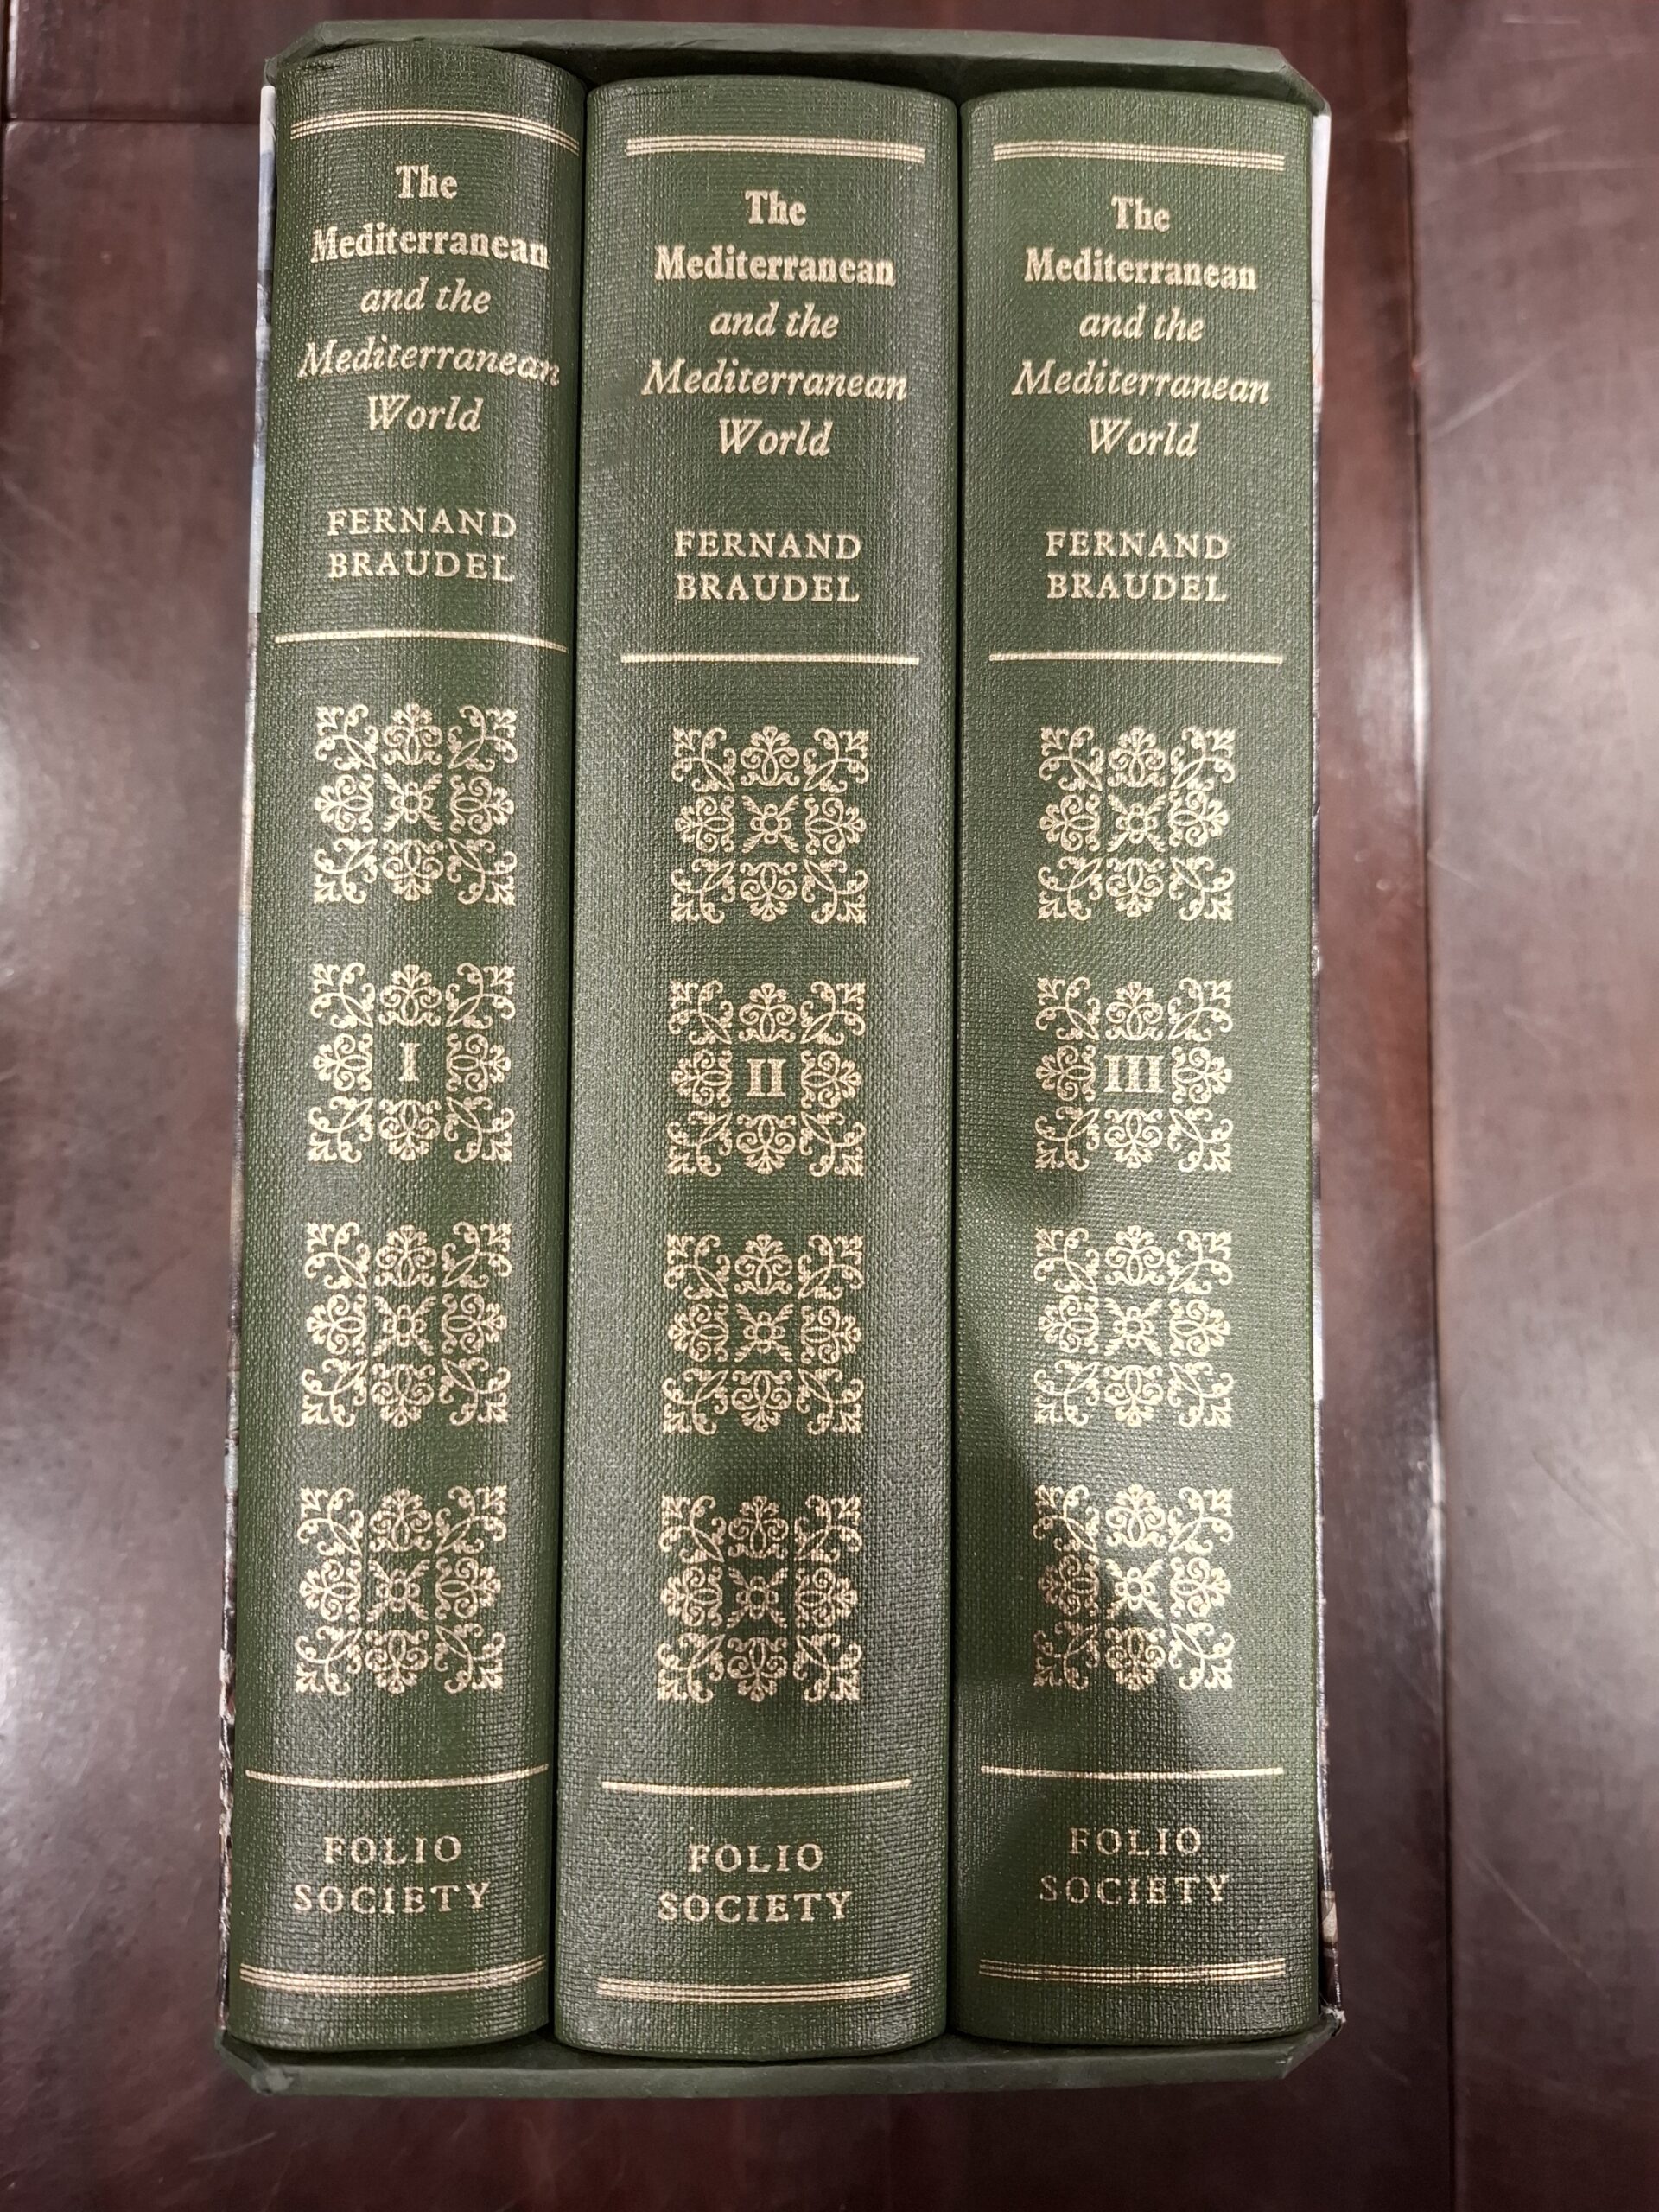 The
Mediterranean
and the
Mediterranean
World
FERNAND
BRAUDEL
I
FOLIO
SOCIETY
The
Mediterranean
and the
Mediterranean
World
FERNAND
BRAUDEL
II
FOLIO
SOCIETY
The
Mediterranean
and the
Mediterranean
World
FERNAND
BRAUDEL
III
FOLIO
SOCIETY